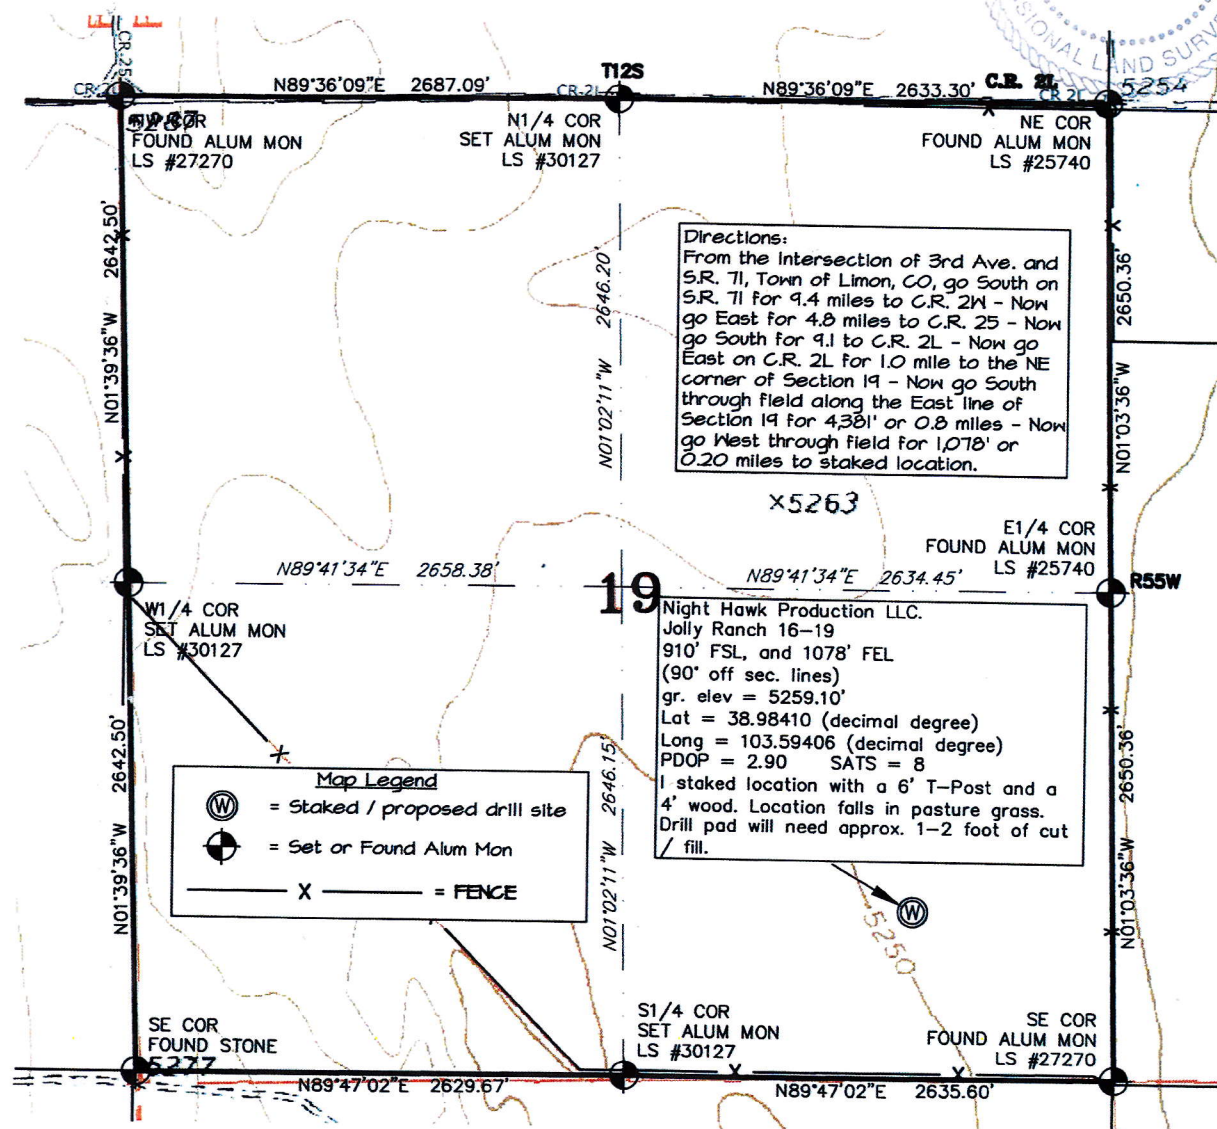 SIONAL LAND SURV
CR-25
T12S
N89°36'09"E 2687.09'
CR-2L
N89°36'09"E 2633.30'
C.R. 2L
5254
FOUND ALUM MON
LS #27270
N1/4 COR
SET ALUM MON
LS #30127
NE COR
FOUND ALUM MON
LS #25740
2642.50'
N01°39'36"W
2646.20'
N01°02'11"W
2650.36'
N01°03'36"W
Directions:
From the intersection of 3rd Ave. and
S.R. 71, Town of Limon, CO, go South on
S.R. 71 for 9.4 miles to C.R. 2W - Now
go East for 4.8 miles to C.R. 25 - Now
go South for 9.1 to C.R. 2L - Now go
East on C.R. 2L for 1.0 mile to the NE
corner of Section 19 - Now go South
through field along the East line of
Section 19 for 4,381' or 0.8 miles - Now
go West through field for 1,078' or
0.20 miles to staked location.
×5263
E1/4 COR
FOUND ALUM MON
LS #25740
N89°41'34"E 2658.38'
19
N89°41'34"E 2634.45'
R55W
W1/4 COR
SET ALUM MON
LS #30127
Night Hawk Production LLC.
Jolly Ranch 16-19
910' FSL, and 1078' FEL
(90° off sec. lines)
gr. elev = 5259.10'
Lat = 38.98410 (decimal degree)
Long = 103.59406 (decimal degree)
PDOP = 2.90 SATS = 8
I staked location with a 6' T-Post and a
4' wood. Location falls in pasture grass.
Drill pad will need approx. 1-2 foot of cut
/ fill.
2642.50'
N01°39'36"W
2646.15'
N01°02'11"W
2650.36'
N01°03'36"W
Map Legend
W = Staked / proposed drill site
= Set or Found Alum Mon
X = FENCE
W
5250
SE COR
FOUND STONE
5277
S1/4 COR
SET ALUM MON
LS #30127
SE COR
FOUND ALUM MON
LS #27270
N89°47'02"E 2629.67'
N89°47'02"E 2635.60'